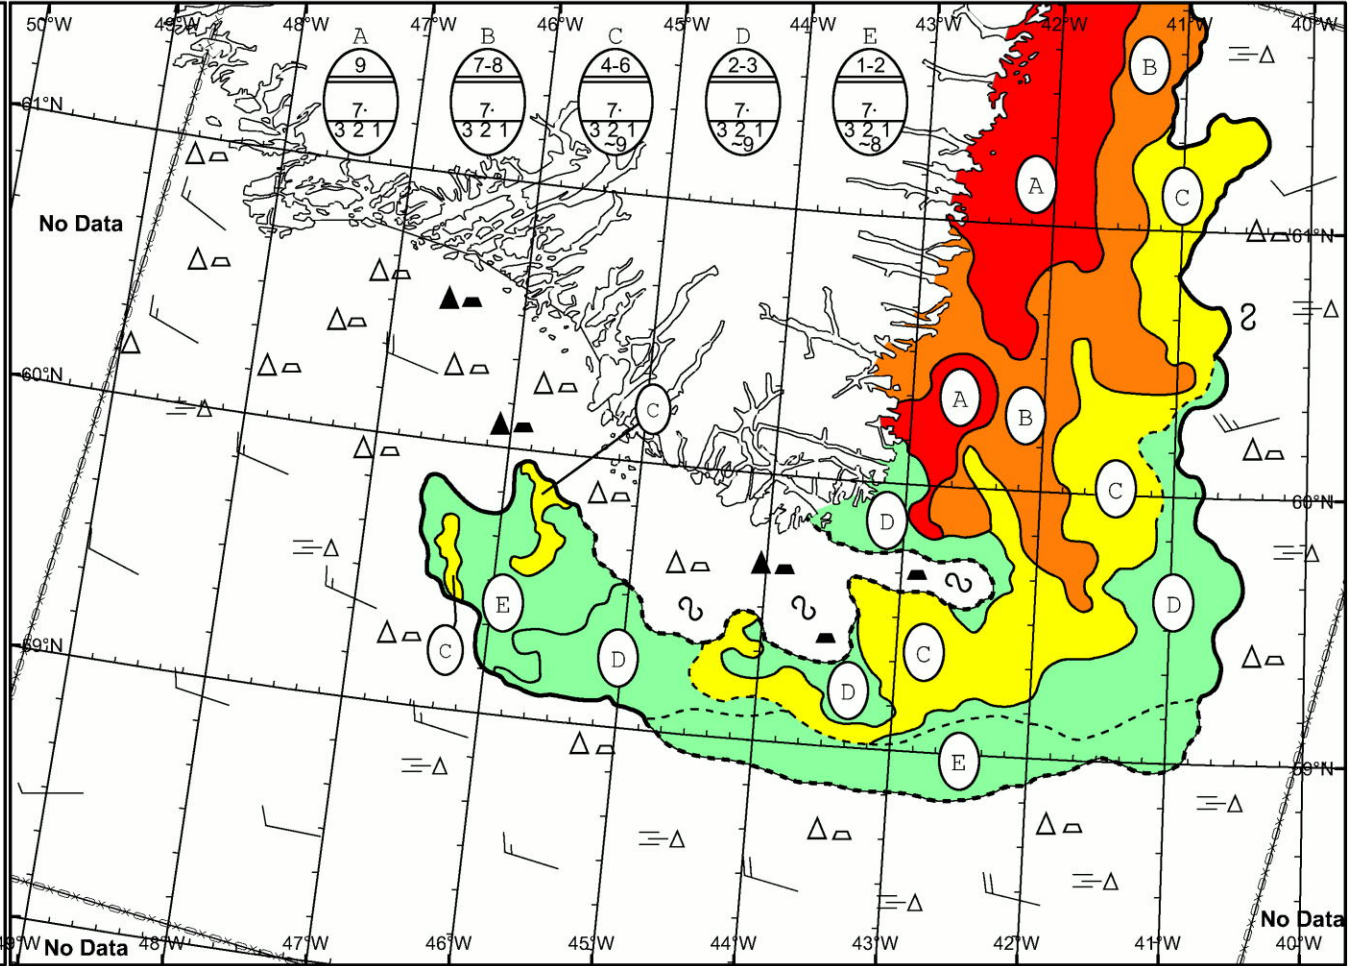 50°W 49°W 48°W 47°W 46°W 45°W 44°W 43°W 42°W 41°W 40°W
A B C D E
9 7-8 4-6 2-3 1-2
7· 7· 7· 7· 7·
3 2 1 3 2 1 3 2 1 3 2 1 3 2 1
~9 ~9 ~8
B
61°N
A
C
No Data
61°N
60°N
A
C
B
C
60°N
D
E
D
C
D
C
59°N
D
E
59°N
No Data
49°W No Data 48°W 47°W 46°W 45°W 44°W 43°W 42°W 41°W 40°W